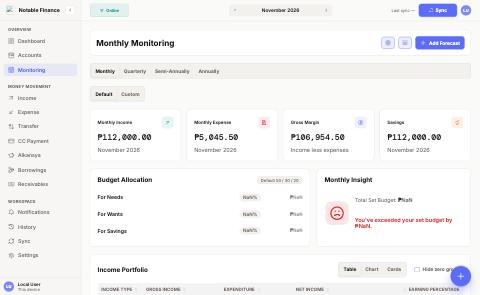 Notable Finance
Online
November 2026
Last sync —
Sync
LU
OVERVIEW
Dashboard
Accounts
Monitoring
MONEY MOVEMENT
Income
Expense
Transfer
CC Payment
Alkansya
Borrowings
Receivables
WORKSPACE
Notifications
History
Sync
Settings
LU
Local User
This device
Monthly Monitoring
+ Add Forecast
Monthly
Quarterly
Semi-Annually
Annually
Default
Custom
Monthly Income
₱112,000.00
November 2026
Monthly Expense
₱5,045.50
November 2026
Gross Margin
₱106,954.50
Income less expenses
Savings
₱112,000.00
November 2026
Budget Allocation
Default 50 / 30 / 20
For Needs
NaN%
₱NaN
For Wants
NaN%
₱NaN
For Savings
NaN%
₱NaN
Monthly Insight
Total Set Budget: ₱NaN
You've exceeded your set budget by
₱NaN.
Income Portfolio
Table
Chart
Cards
Hide zero
INCOME TYPE
GROSS INCOME
EXPENDITURE
NET INCOME
EARNING PERCENTAGE